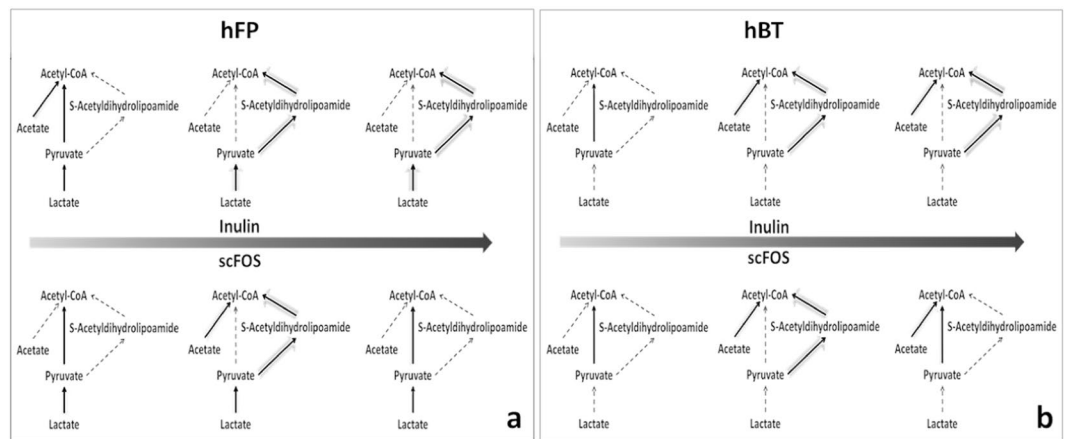 hFP
Acetyl-CoA Acetyl-CoA Acetyl-CoA
S-Acetyldihydrolipoamide S-Acetyldihydrolipoamide S-Acetyldihydrolipoamide
Acetate Acetate Acetate
Pyruvate Pyruvate Pyruvate
Lactate Lactate Lactate
Inulin
scFOS
Acetyl-CoA Acetyl-CoA Acetyl-CoA
S-Acetyldihydrolipoamide S-Acetyldihydrolipoamide S-Acetyldihydrolipoamide
Acetate Acetate Acetate
Pyruvate Pyruvate Pyruvate
Lactate Lactate Lactate
a
hBT
Acetyl-CoA Acetyl-CoA Acetyl-CoA
S-Acetyldihydrolipoamide S-Acetyldihydrolipoamide S-Acetyldihydrolipoamide
Acetate Acetate Acetate
Pyruvate Pyruvate Pyruvate
Lactate Lactate Lactate
Inulin
scFOS
Acetyl-CoA Acetyl-CoA Acetyl-CoA
S-Acetyldihydrolipoamide S-Acetyldihydrolipoamide S-Acetyldihydrolipoamide
Acetate Acetate Acetate
Pyruvate Pyruvate Pyruvate
Lactate Lactate Lactate
b